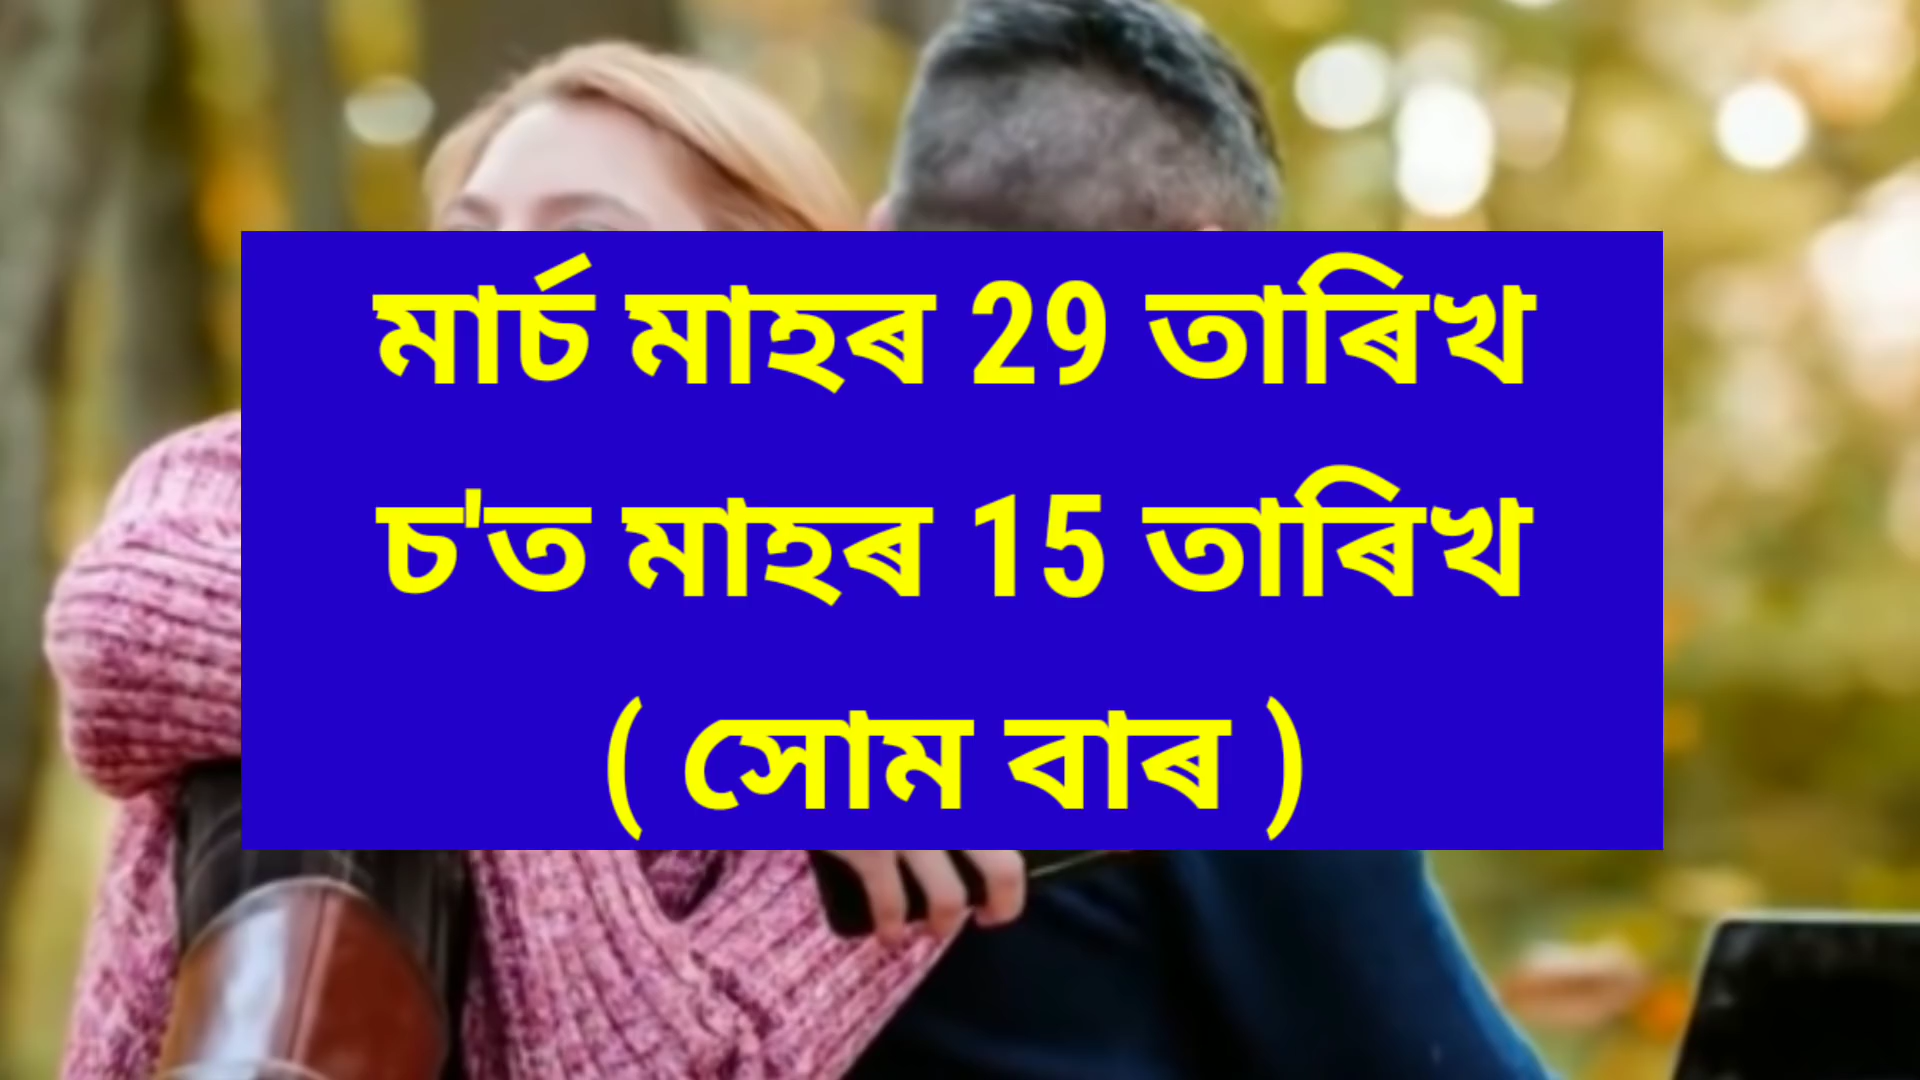 মাৰ্চ মাহৰ 29 তাৰিখ
চ'ত মাহৰ 15 তাৰিখ
( সোম বাৰ )